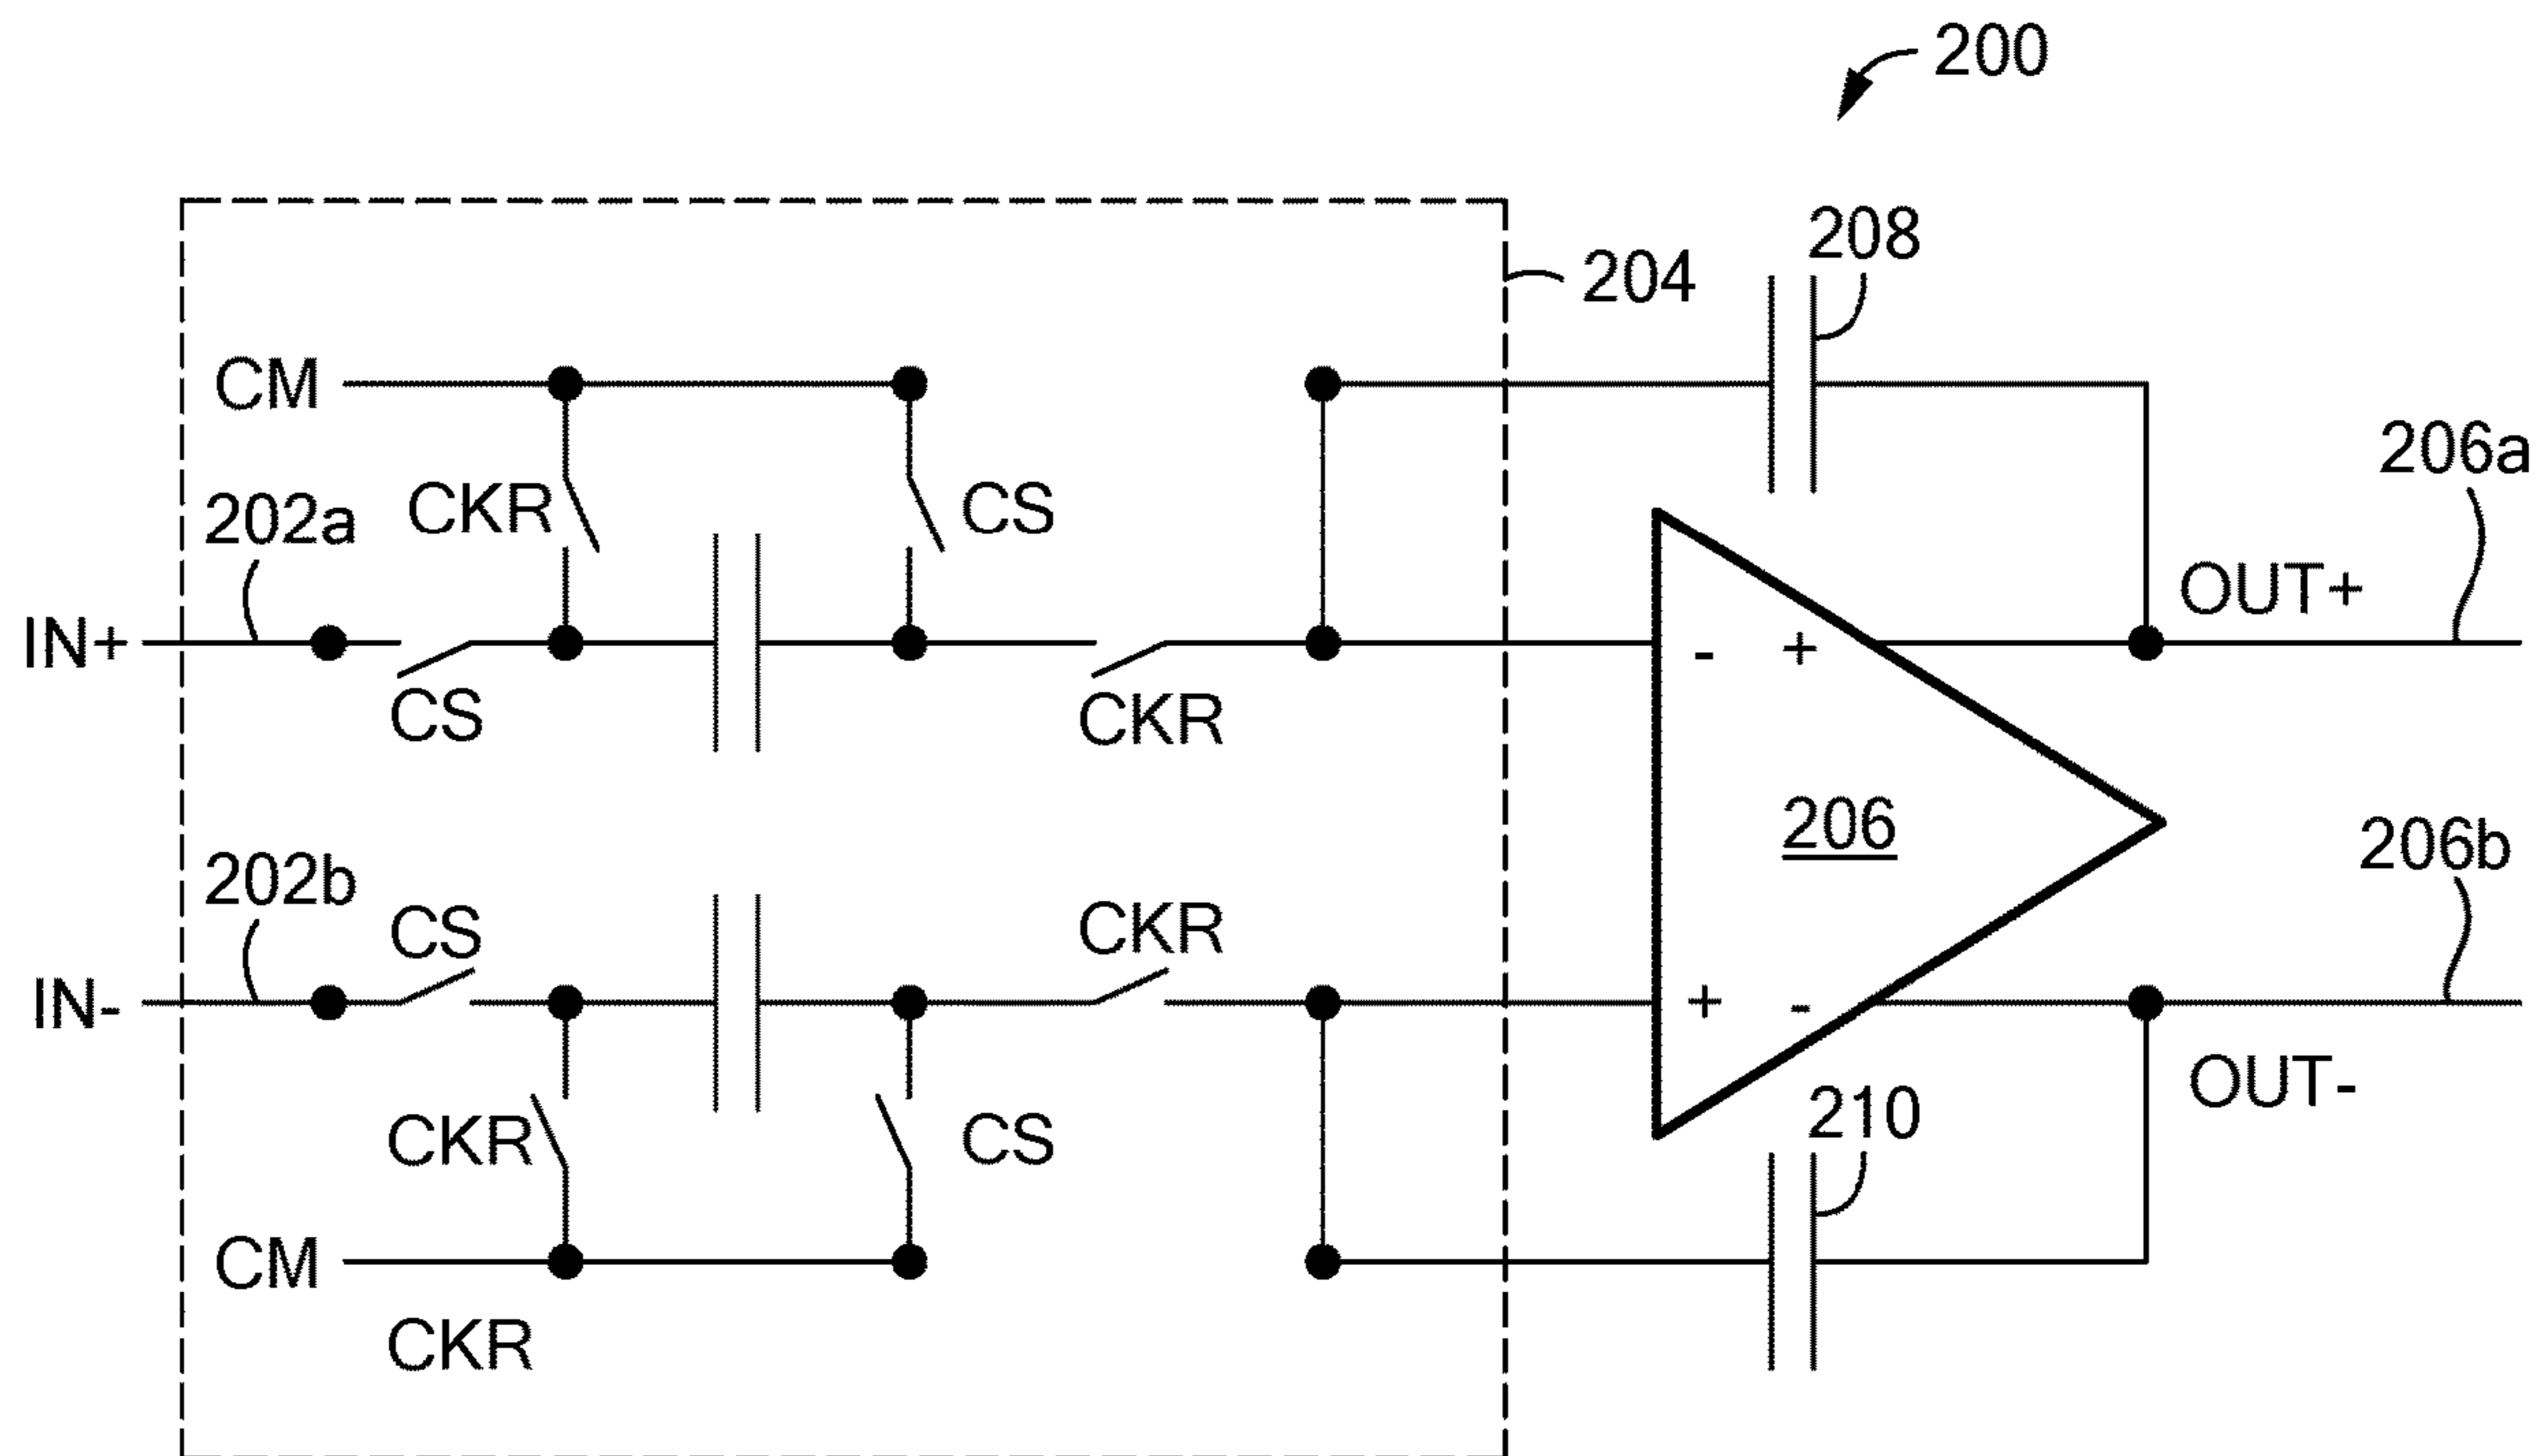 200
208
204
CM
206a
CKR
CS
202a
OUT+
IN+
- +
CS
CKR
206
202b
206b
CS
CKR
IN-
+ -
OUT-
210
CKR
CS
CM
CKR